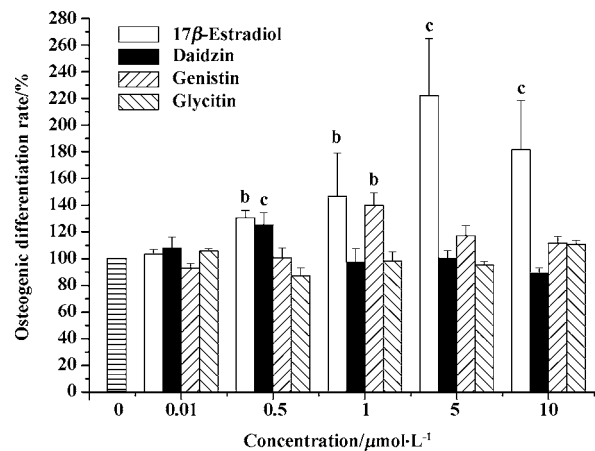 280
260
240
220
200
180
160
140
120
100
80
60
40
20
0
Osteogenic differentiation rate/%
17β-Estradiol
Daidzin
Genistin
Glycitin
b c
b b
c
c
0 0.01 0.5 1 5 10
Concentration/μmol·L⁻¹